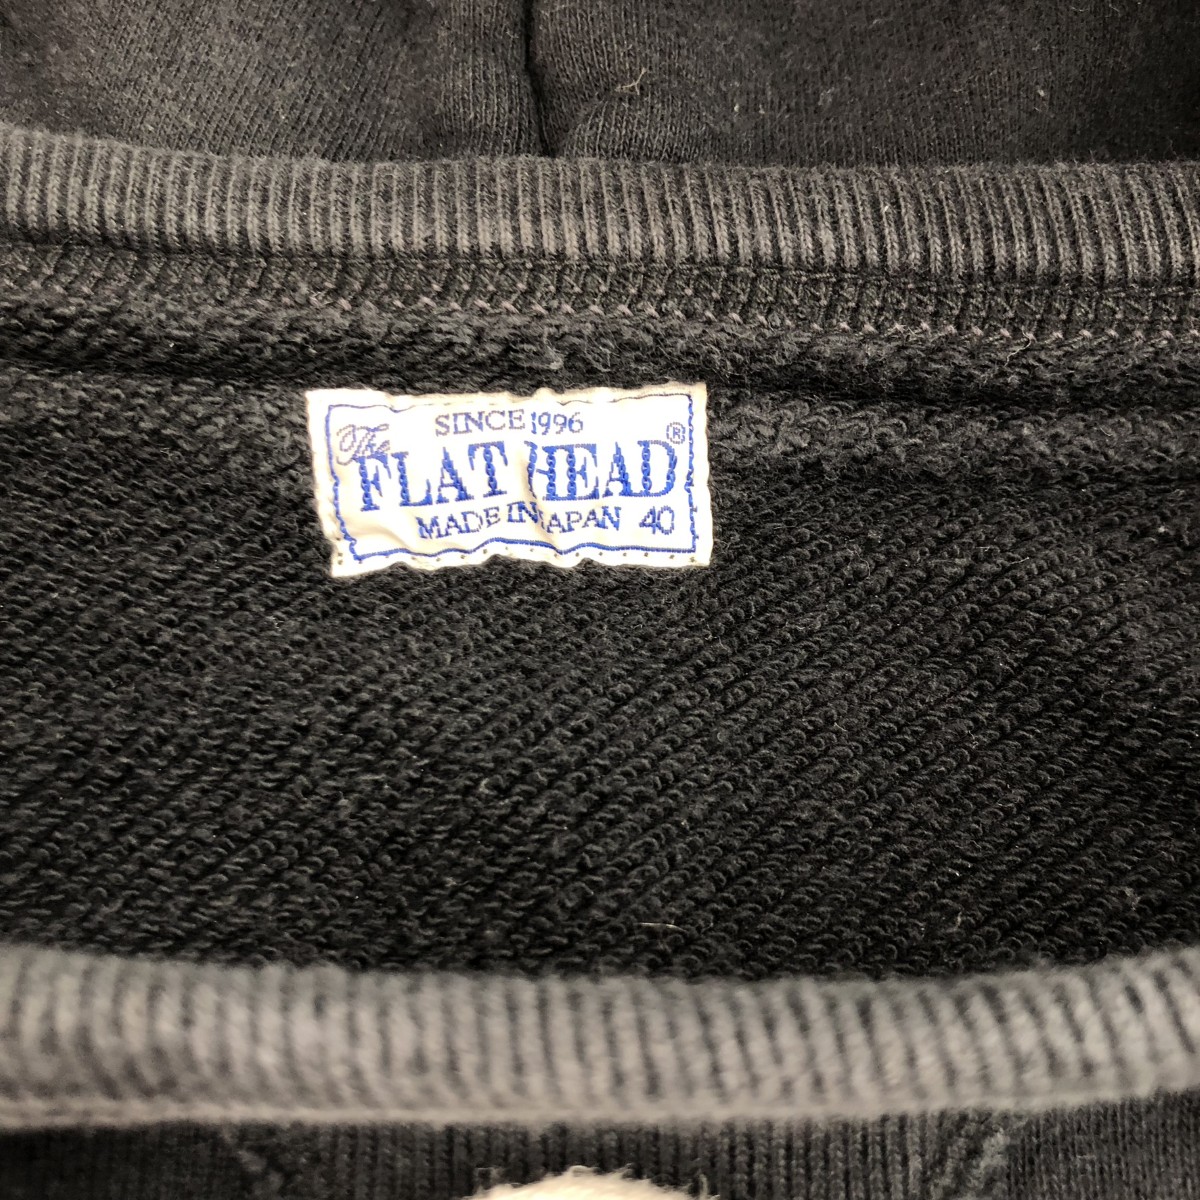 SINCE 1996
The
FLAT HEAD®
MADE IN JAPAN 40